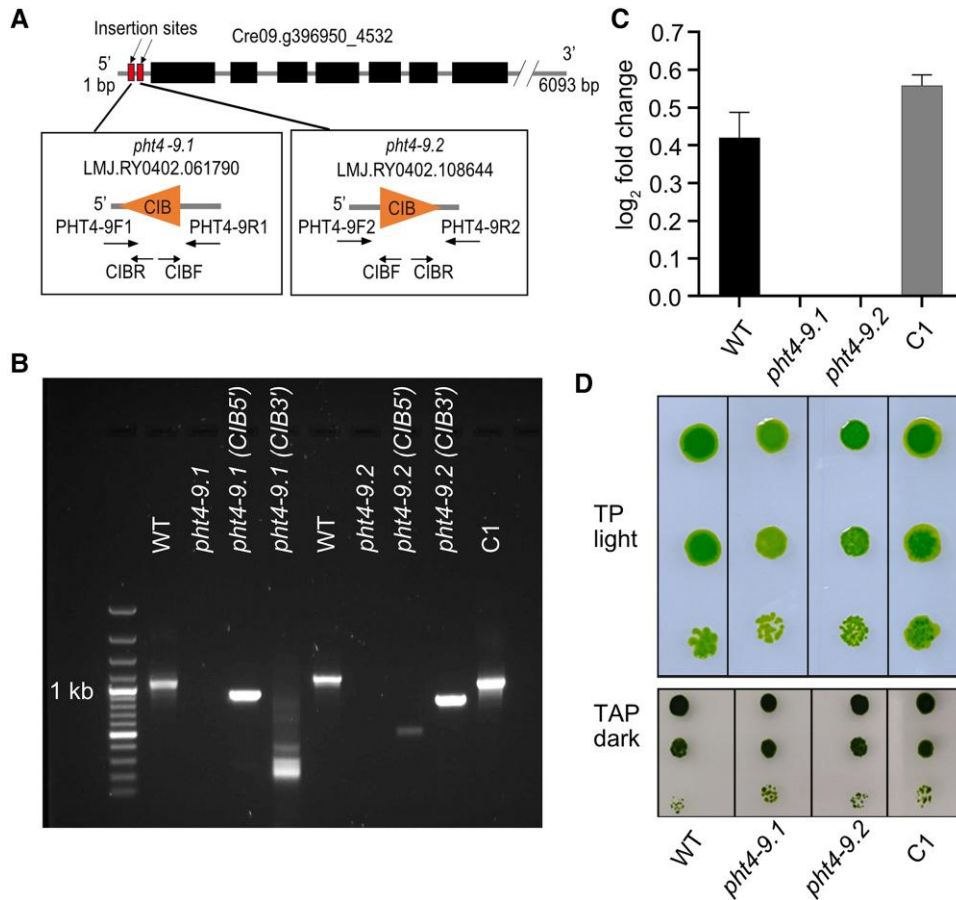 A
Insertion sites
Cre09.g396950_4532
5’
3’
1 bp
6093 bp
pht4-9.1
LMJ.RY0402.061790
5’
CIB
PHT4-9F1
PHT4-9R1
CIBR
CIBF
pht4-9.2
LMJ.RY0402.108644
5’
CIB
PHT4-9F2
PHT4-9R2
CIBF
CIBR
B
WT
pht4-9.1
pht4-9.1 (CIB5')
pht4-9.1 (CIB3')
WT
pht4-9.2
pht4-9.2 (CIB5')
pht4-9.2 (CIB3')
C1
1 kb
C
log2 fold change
0.7
0.6
0.5
0.4
0.3
0.2
0.1
0.0
WT
pht4-9.1
pht4-9.2
C1
D
TP
light
TAP
dark
WT
pht4-9.1
pht4-9.2
C1